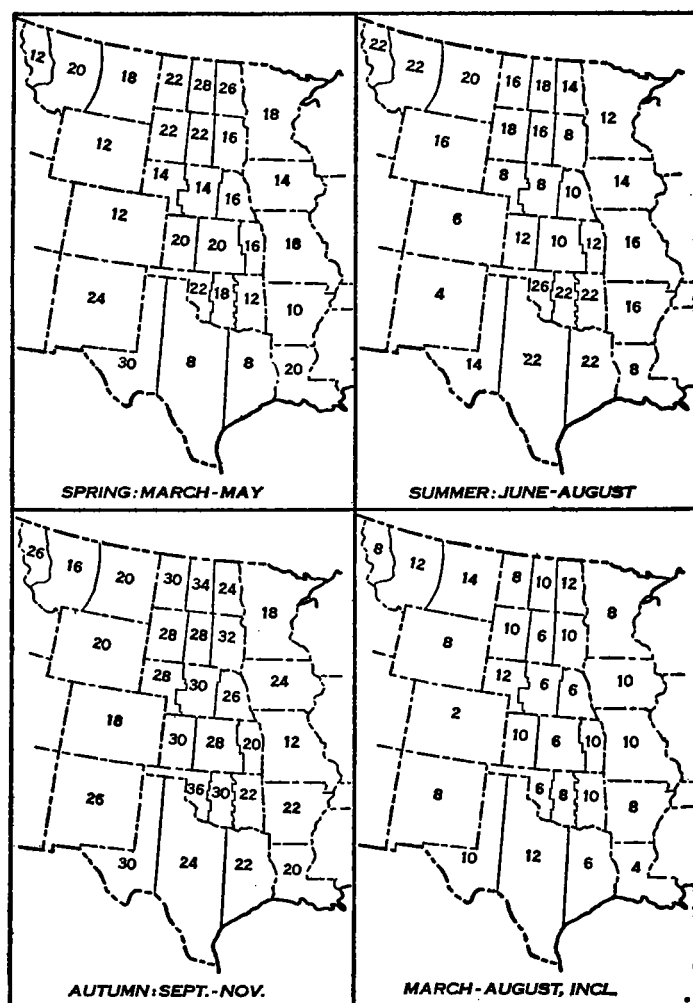 12 20 18 22 28 26 18
12 22 22 16
14 14 16 14
12 20 20 16 18
24 22 18 12 10
30 8 8 20
SPRING: MARCH-MAY
22 22 20 16 18 14 12
16 18 16 8
8 8 10 14
6 12 10 12 16
4 26 22 22 16
14 22 22 8
SUMMER: JUNE-AUGUST
26 16 20 30 34 24 18
20 28 28 32
28 30 26 24
18 30 28 20 12
26 36 30 22 22
30 24 22 20
AUTUMN: SEPT.-NOV.
8 12 14 8 10 12 8
8 10 6 10
12 6 6 10
2 10 6 10 10
8 6 8 10 8
10 12 6 4
MARCH-AUGUST, INCL.